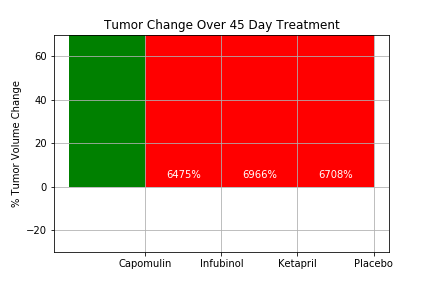 Tumor Change Over 45 Day Treatment
% Tumor Volume Change
60
40
20
0
−20
6475%
6966%
6708%
Capomulin
Infubinol
Ketapril
Placebo